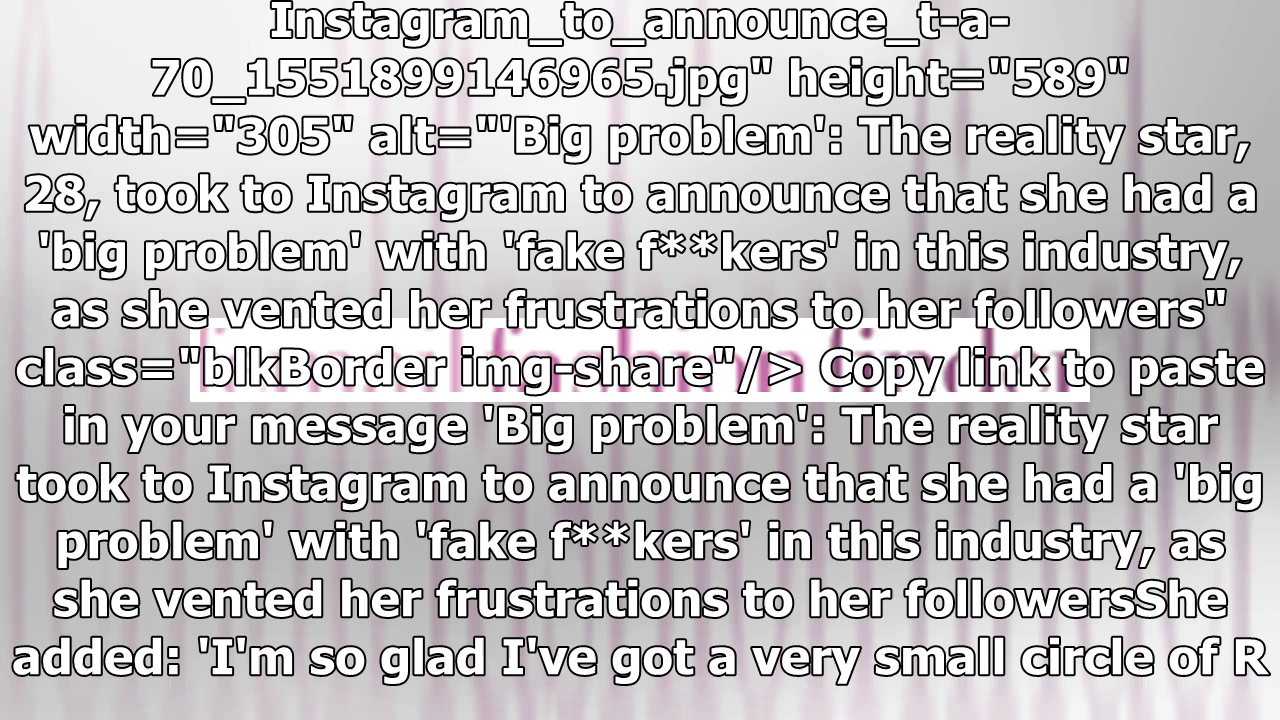 Instagram_to_announce_t-a-
70_1551899146965.jpg" height="589"
width="305" alt="'Big problem': The reality star,
28, took to Instagram to announce that she had a
'big problem' with 'fake f**kers' in this industry,
as she vented her frustrations to her followers"
class="blkBorder img-share"/> Copy link to paste
in your message 'Big problem': The reality star
took to Instagram to announce that she had a 'big
problem' with 'fake f**kers' in this industry, as
she vented her frustrations to her followersShe
added: 'I'm so glad I've got a very small circle of R